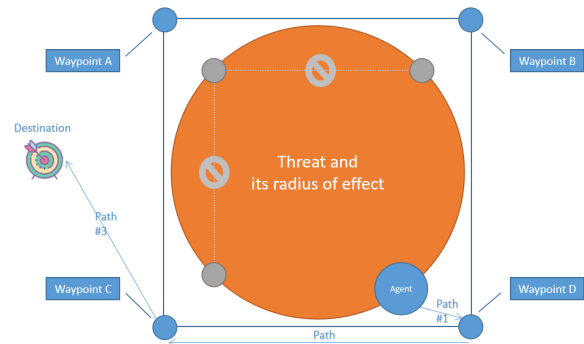 Waypoint A
Waypoint B
Destination
Threat and
its radius of effect
Path
#3
Waypoint C
Agent
Waypoint D
Path
#1
Path